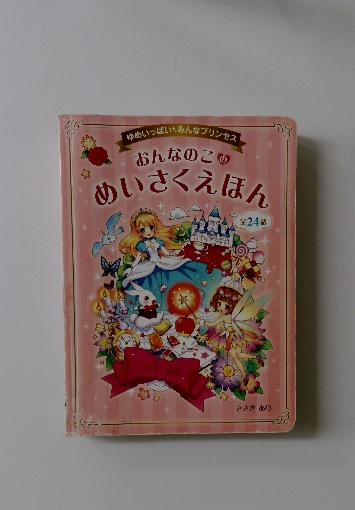 ゆめいっぱい♥みんなプリンセス
おんなのこの
めいさくえほん
全24話
ささき あり